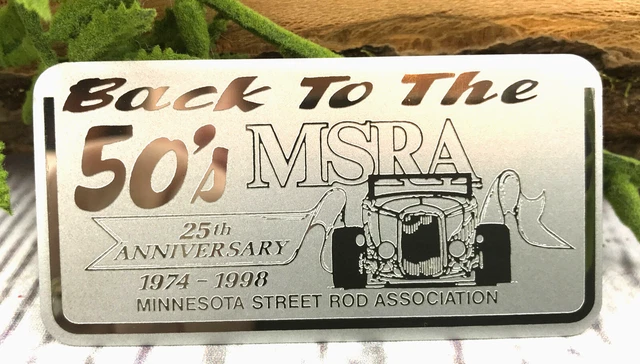 Back To The
50's MSRA
25th
ANNIVERSARY
1974 - 1998
MINNESOTA STREET ROD ASSOCIATION